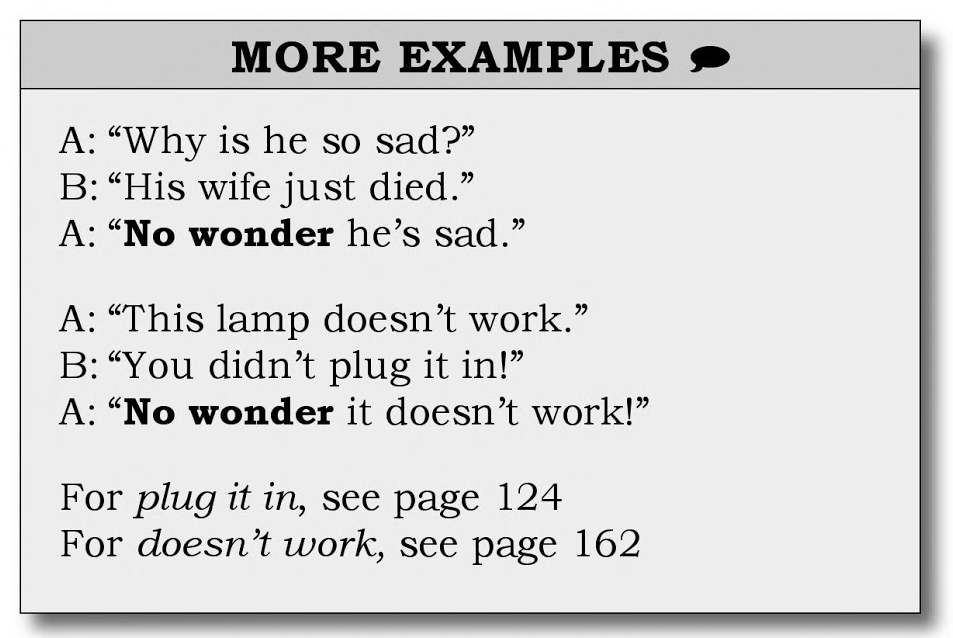 MORE EXAMPLES
A: “Why is he so sad?”
B: “His wife just died.”
A: “No wonder he’s sad.”
A: “This lamp doesn’t work.”
B: “You didn’t plug it in!”
A: “No wonder it doesn’t work!”
For plug it in, see page 124
For doesn’t work, see page 162